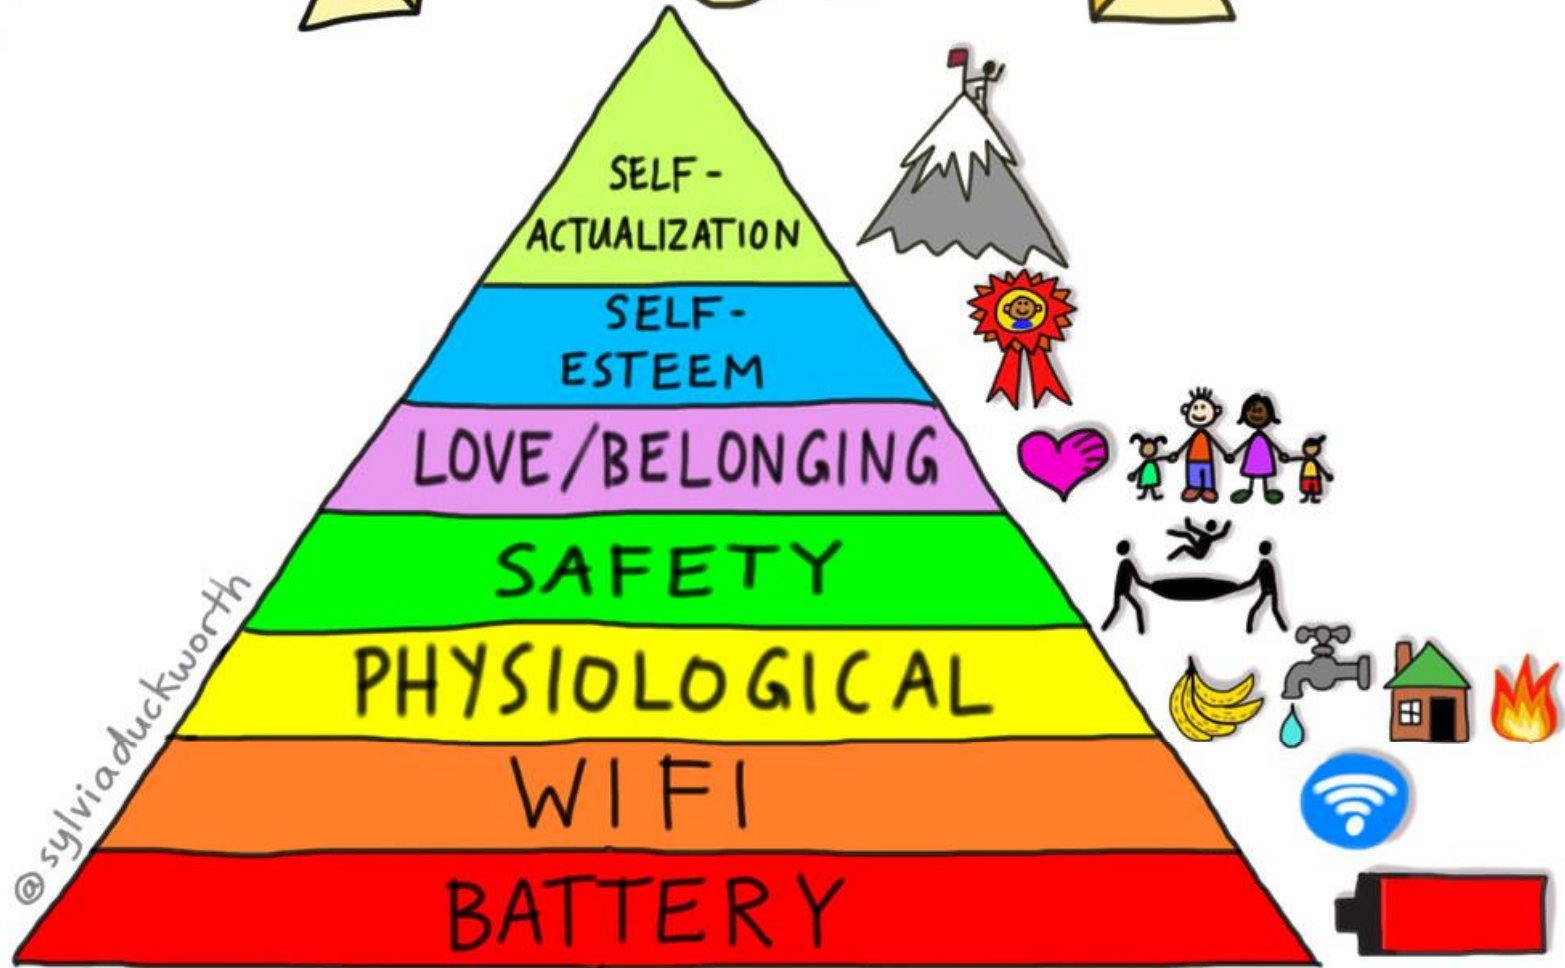 SELF-
ACTUALIZATION
SELF-
ESTEEM
LOVE/BELONGING
SAFETY
PHYSIOLOGICAL
WIFI
BATTERY
@sylviaduckworth